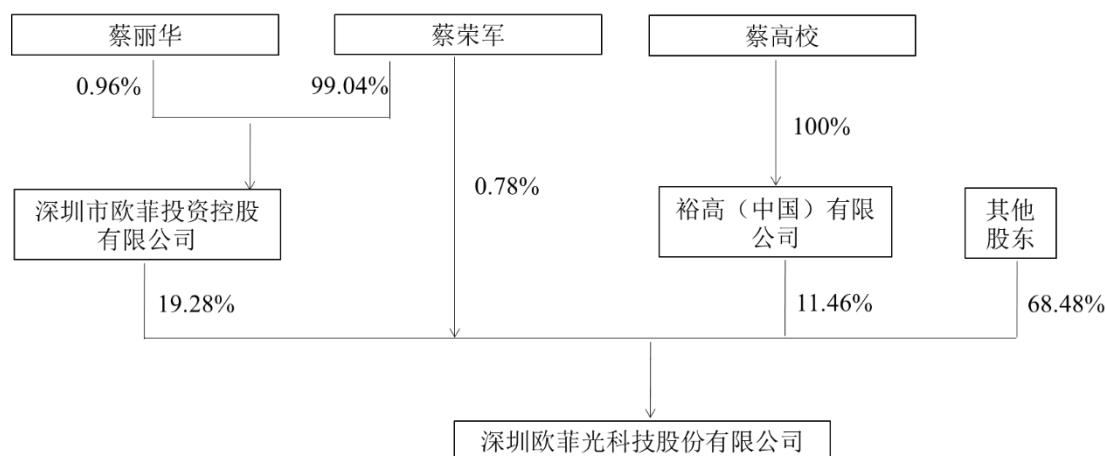 蔡丽华
蔡荣军
蔡高校
0.96%
99.04%
100%
0.78%
深圳市欧菲投资控股
有限公司
裕高（中国）有限
公司
其他
股东
19.28%
11.46%
68.48%
深圳欧菲光科技股份有限公司